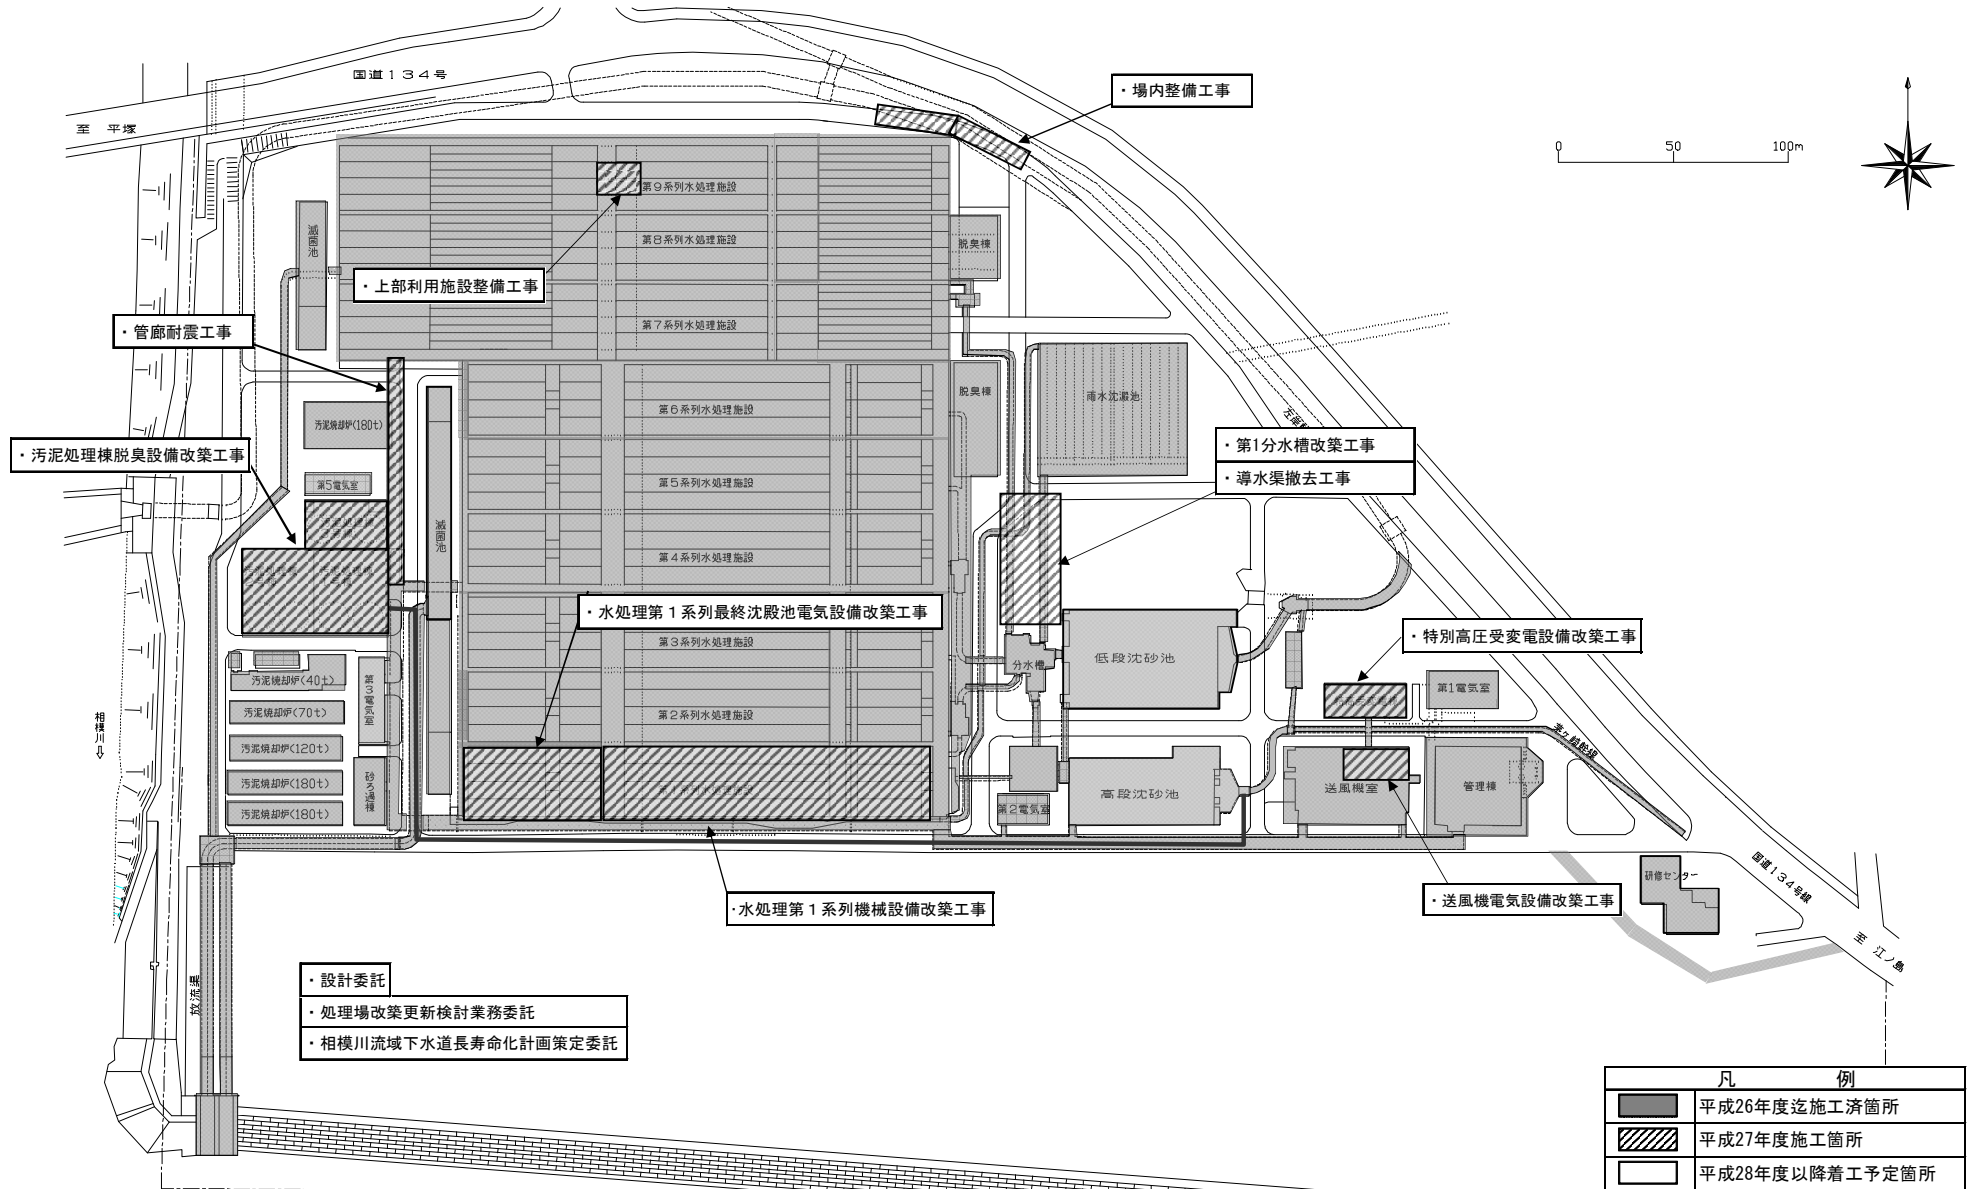 国道134号
至 平塚
・場内整備工事
0 50 100m
第9系列水処理施設
滅菌池
第8系列水処理施設
脱臭棟
・上部利用施設整備工事
第7系列水処理施設
・管廊耐震工事
脱臭棟
雨水沈澱池
第6系列水処理施設
汚泥焼却炉(180t)
・汚泥処理棟脱臭設備改築工事
・第1分水槽改築工事
・導水渠撤去工事
第5電気室
第5系列水処理施設
滅菌池
第4系列水処理施設
・水処理第１系列最終沈殿池電気設備改築工事
第3系列水処理施設
・特別高圧受変電設備改築工事
分水槽
低段沈砂池
汚泥焼却炉(40t)
第3電気室
第1電気室
汚泥焼却炉(70t)
第2系列水処理施設
相模川
茅ヶ崎幹線
汚泥焼却炉(120t)
汚泥焼却炉(180t)
砂ろ過棟
第1系列水処理施設
高段沈砂池
送風機室
管理棟
汚泥焼却炉(180t)
第2電気室
国道134号線
研修センター
・送風機電気設備改築工事
・水処理第１系列機械設備改築工事
至 江ノ島
放流渠
・設計委託
・処理場改築更新検討業務委託
・相模川流域下水道長寿命化計画策定委託
凡 例
平成26年度迄施工済箇所
平成27年度施工箇所
平成28年度以降着工予定箇所